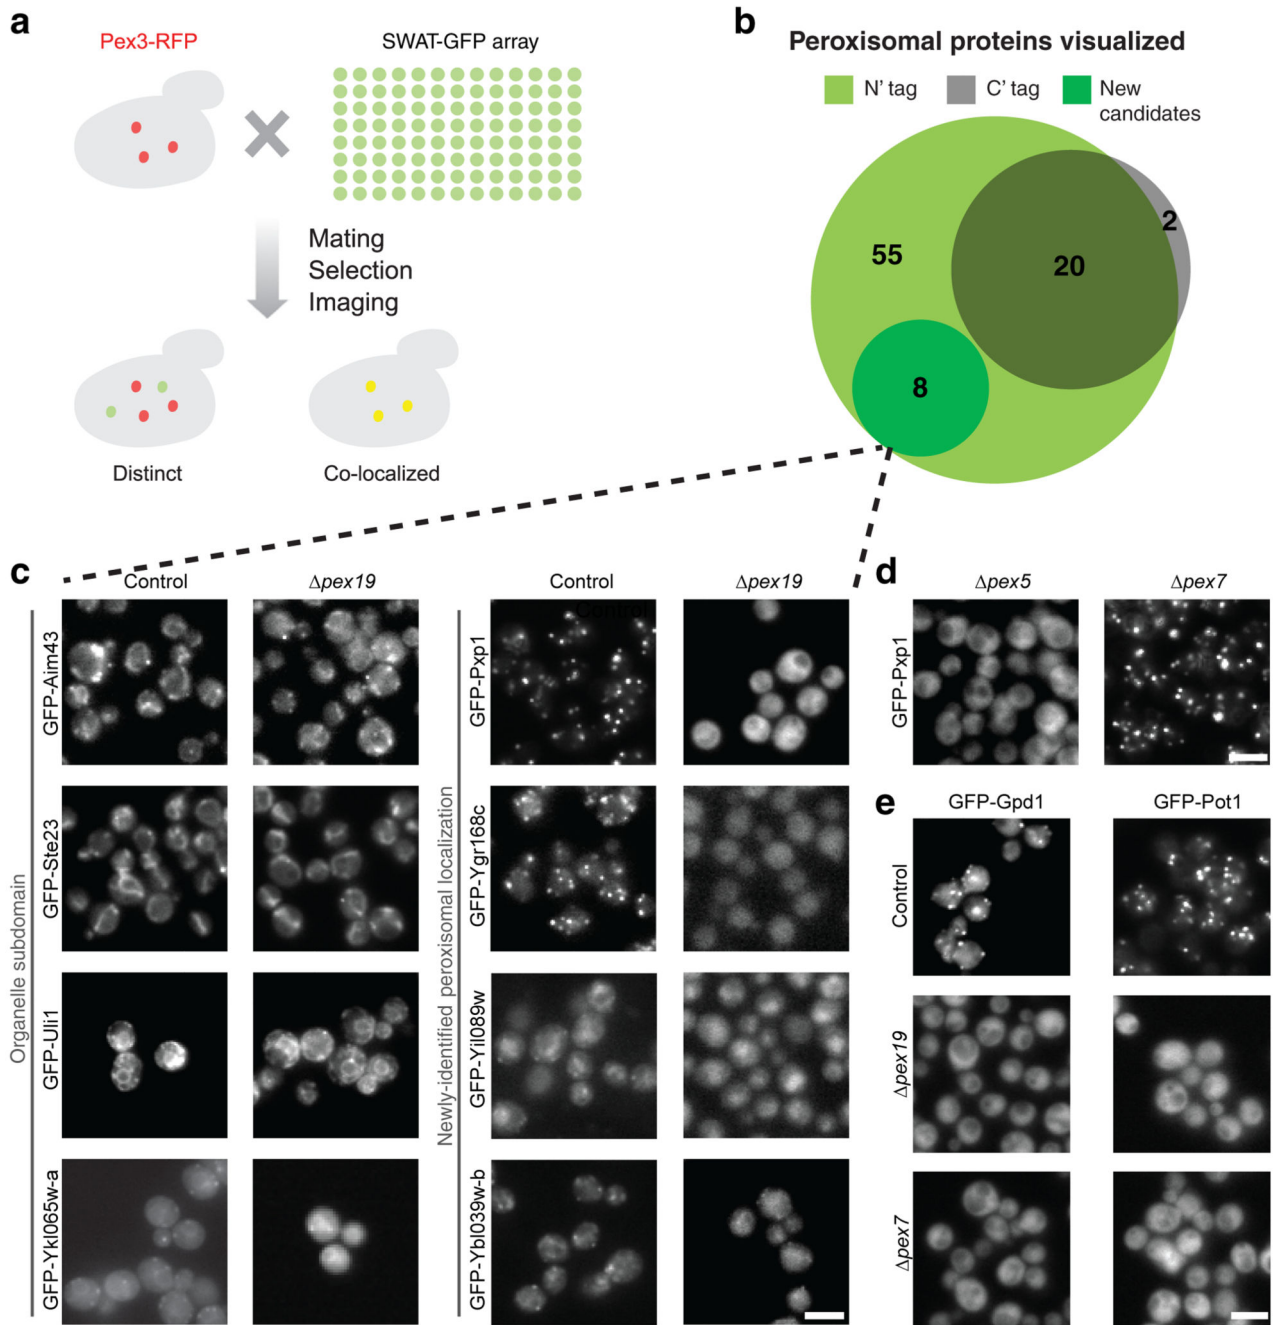 a
Pex3-RFP
SWAT-GFP array
Mating
Selection
Imaging
Distinct
Co-localized
b
Peroxisomal proteins visualized
N' tag
C' tag
New
candidates
55
20
2
8
c
Control
Δpex19
Control
Δpex19
Control
Organelle subdomain
GFP-Aim43
GFP-Ste23
GFP-Uli1
GFP-Ykl065w-a
Newly-identified peroxisomal localization
GFP-Pxp1
GFP-Ygr168c
GFP-Yil089w
GFP-Ybl039w-b
d
Δpex5
Δpex7
GFP-Pxp1
e
GFP-Gpd1
GFP-Pot1
Control
Δpex19
Δpex7